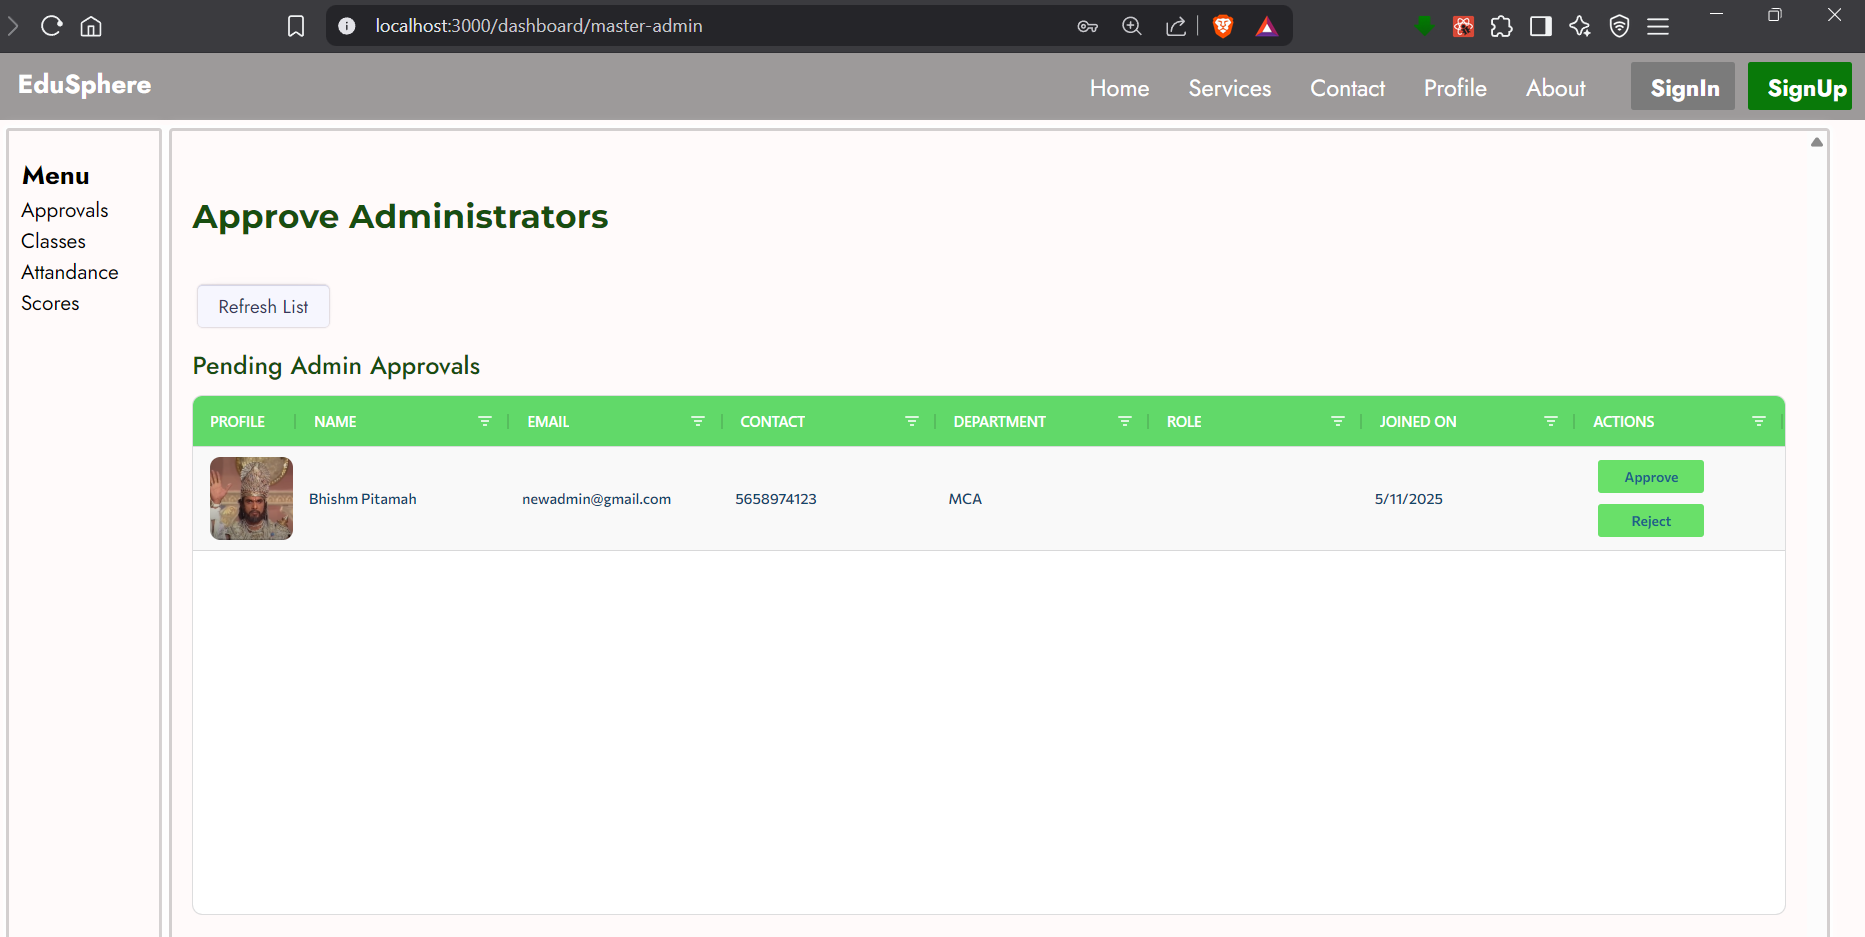 localhost:3000/dashboard/master-admin
EduSphere
Home Services Contact Profile About SignIn SignUp
Menu
Approvals
Classes
Attandance
Scores
Approve Administrators
Refresh List
Pending Admin Approvals
PROFILE NAME EMAIL CONTACT DEPARTMENT ROLE JOINED ON ACTIONS
Bhishm Pitamah newadmin@gmail.com 5658974123 MCA 5/11/2025
Approve
Reject